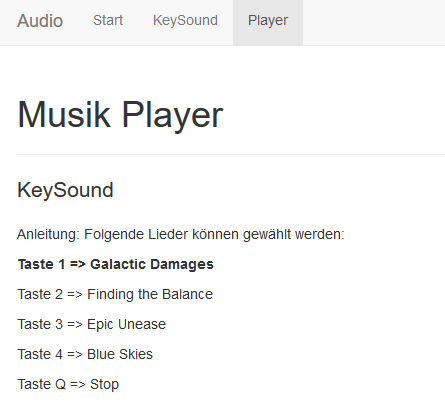 Audio Start KeySound Player
Musik Player
KeySound
Anleitung: Folgende Lieder können gewählt werden:
Taste 1 => Galactic Damages
Taste 2 => Finding the Balance
Taste 3 => Epic Unease
Taste 4 => Blue Skies
Taste Q => Stop